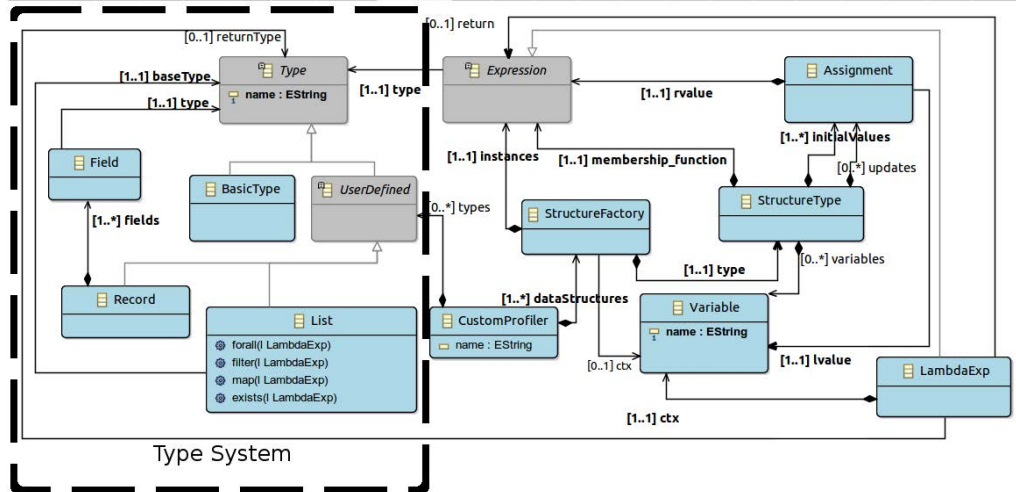 [0..1] returnType
[0..1] return
Type
Expression
Assignment
[1..1] baseType
name : EString
[1..1] type
[1..1] rvalue
[1..1] type
[1..*] initialValues
Field
[1..1] instances
[1..1] membership_function
[0..*] updates
BasicType
UserDefined
[0..*] types
StructureFactory
StructureType
[1..*] fields
[1..1] type
[0..*] variables
Record
[1..*] dataStructures
List
CustomProfiler
Variable
name : EString
name : EString
forall(l LambdaExp)
filter(l LambdaExp)
map(l LambdaExp)
exists(l LambdaExp)
[0..1] ctx
[1..1] lvalue
LambdaExp
[1..1] ctx
Type System